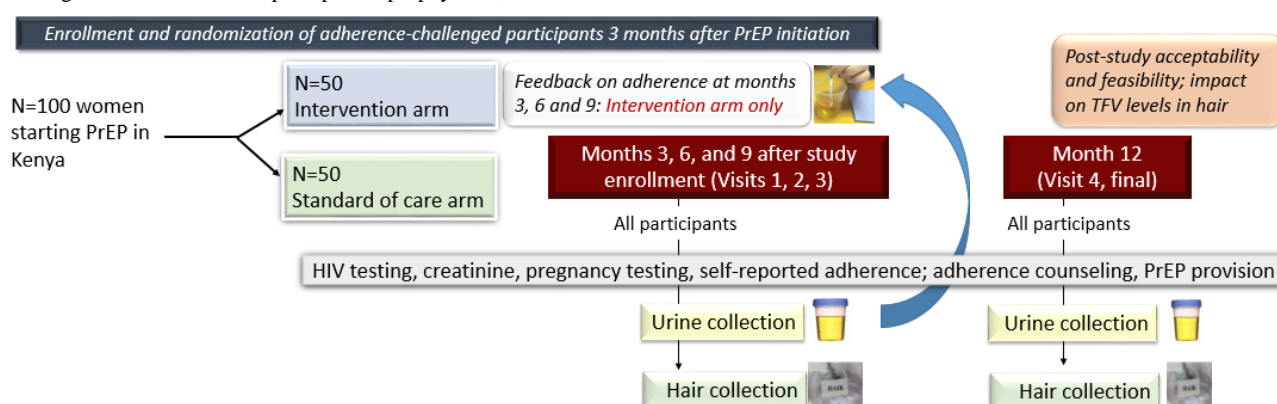 Enrollment and randomization of adherence-challenged participants 3 months after PrEP initiation
N=100 women
starting PrEP in
Kenya
N=50
Intervention arm
N=50
Standard of care arm
Feedback on adherence at months
3, 6 and 9: Intervention arm only
Post-study acceptability
and feasibility; impact
on TFV levels in hair
Months 3, 6, and 9 after study
enrollment (Visits 1, 2, 3)
Month 12
(Visit 4, final)
All participants
All participants
HIV testing, creatinine, pregnancy testing, self-reported adherence; adherence counseling, PrEP provision
Urine collection
Urine collection
Hair collection
HAIR
Hair collection
HAIR